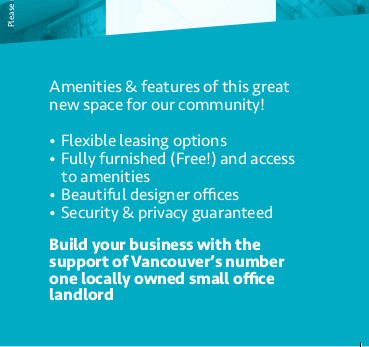 Please
Amenities & features of this great
new space for our community!
• Flexible leasing options
• Fully furnished (Free!) and access
to amenities
• Beautiful designer offices
• Security & privacy guaranteed
Build your business with the
support of Vancouver's number
one locally owned small office
landlord